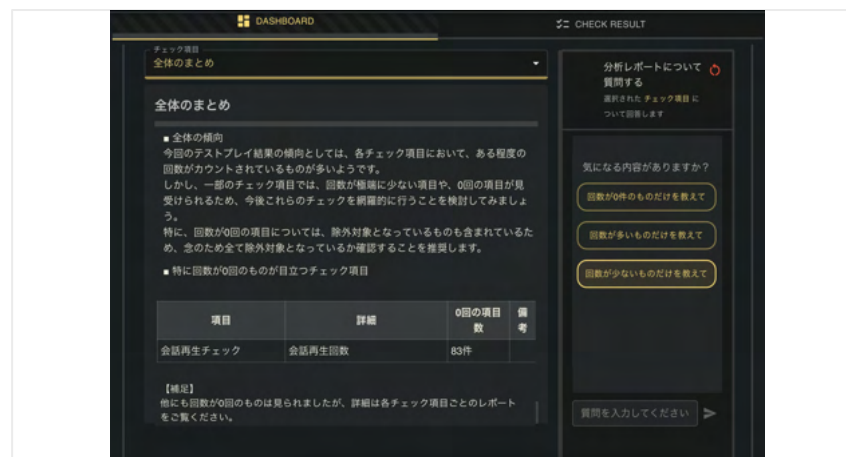 DASHBOARD
CHECK RESULT
チェック項目
全体のまとめ
全体のまとめ
■ 全体の傾向
今回のテストプレイ結果の傾向としては、各チェック項目において、ある程度の
回数がカウントされているものが多いようです。
しかし、一部のチェック項目では、回数が極端に少ない項目や、0回の項目が見
受けられるため、今後これらのチェックを網羅的に行うことを検討してみましょ
う。
特に、回数が0回の項目については、除外対象となっているものも含まれているた
め、念のため全て除外対象となっているか確認することを推奨します。
■ 特に回数が0回のものが目立つチェック項目
項目 詳細 0回の項目 備
数 考
会話再生チェック 会話再生回数 83件
【補足】
他にも回数が0回のものは見られましたが、詳細は各チェック項目ごとのレポート
をご覧ください。
分析レポートについて
質問する
選択された チェック項目 に
ついて回答します
気になる内容がありますか？
回数が0件のものだけを教えて
回数が多いものだけを教えて
回数が少ないものだけを教えて
質問を入力してください